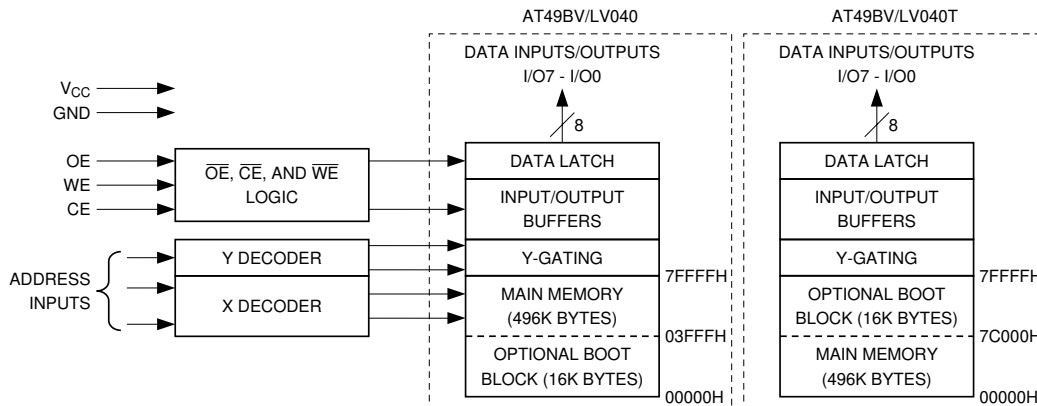 AT49BV/LV040
AT49BV/LV040T
DATA INPUTS/OUTPUTS
I/O7 - I/O0
DATA INPUTS/OUTPUTS
I/O7 - I/O0
VCC
GND
8
8
OE
WE
CE
OE, CE, AND WE
LOGIC
DATA LATCH
INPUT/OUTPUT
BUFFERS
Y-GATING
DATA LATCH
INPUT/OUTPUT
BUFFERS
Y-GATING
ADDRESS
INPUTS
Y DECODER
X DECODER
7FFFFH
MAIN MEMORY
(496K BYTES)
03FFFH
OPTIONAL BOOT
BLOCK (16K BYTES)
00000H
7FFFFH
OPTIONAL BOOT
BLOCK (16K BYTES)
7C000H
MAIN MEMORY
(496K BYTES)
00000H